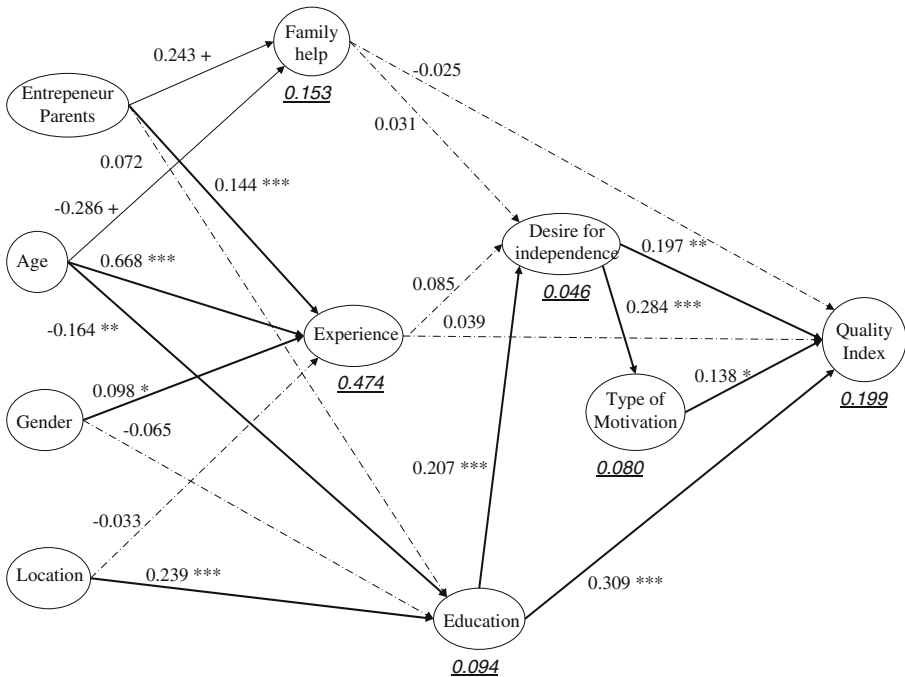 Family
help
0.243 +
0.153
-0.025
Entrepeneur
Parents
0.031
0.072
0.144 ***
-0.286 +
Desire for
independence
0.197 **
Age
0.668 ***
0.085
0.046
0.284 ***
-0.164 **
Experience
0.039
Quality
Index
0.474
0.098 *
0.138 *
0.199
Gender
-0.065
Type of
Motivation
0.207 ***
0.080
-0.033
Location
0.239 ***
0.309 ***
Education
0.094